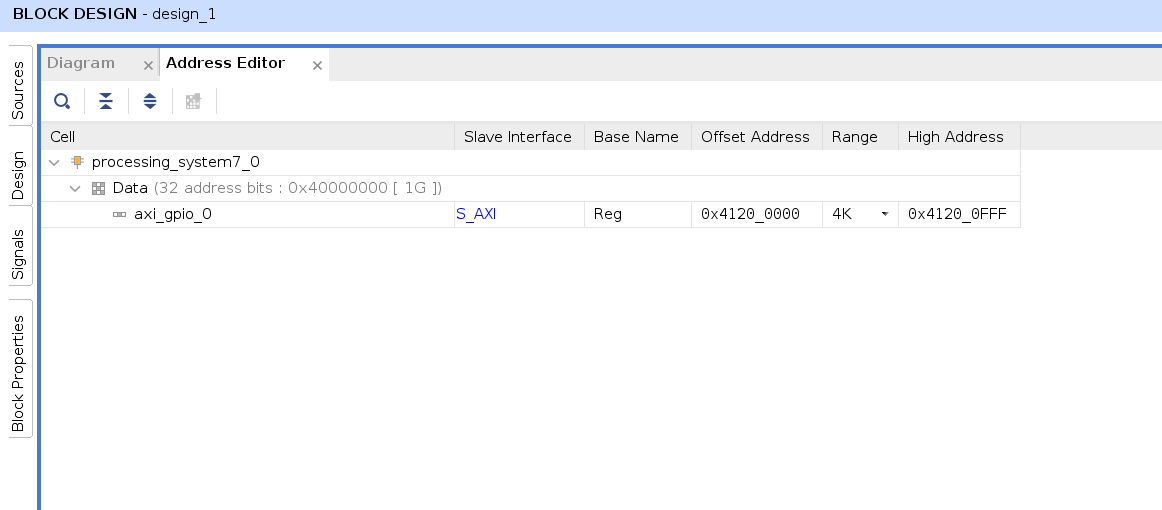 BLOCK DESIGN - design_1
Diagram
Address Editor
Sources
Design
Signals
Block Properties
Cell Slave Interface Base Name Offset Address Range High Address
processing_system7_0
Data (32 address bits : 0x40000000 [ 1G ])
axi_gpio_0 S_AXI Reg 0x4120_0000 4K 0x4120_0FFF